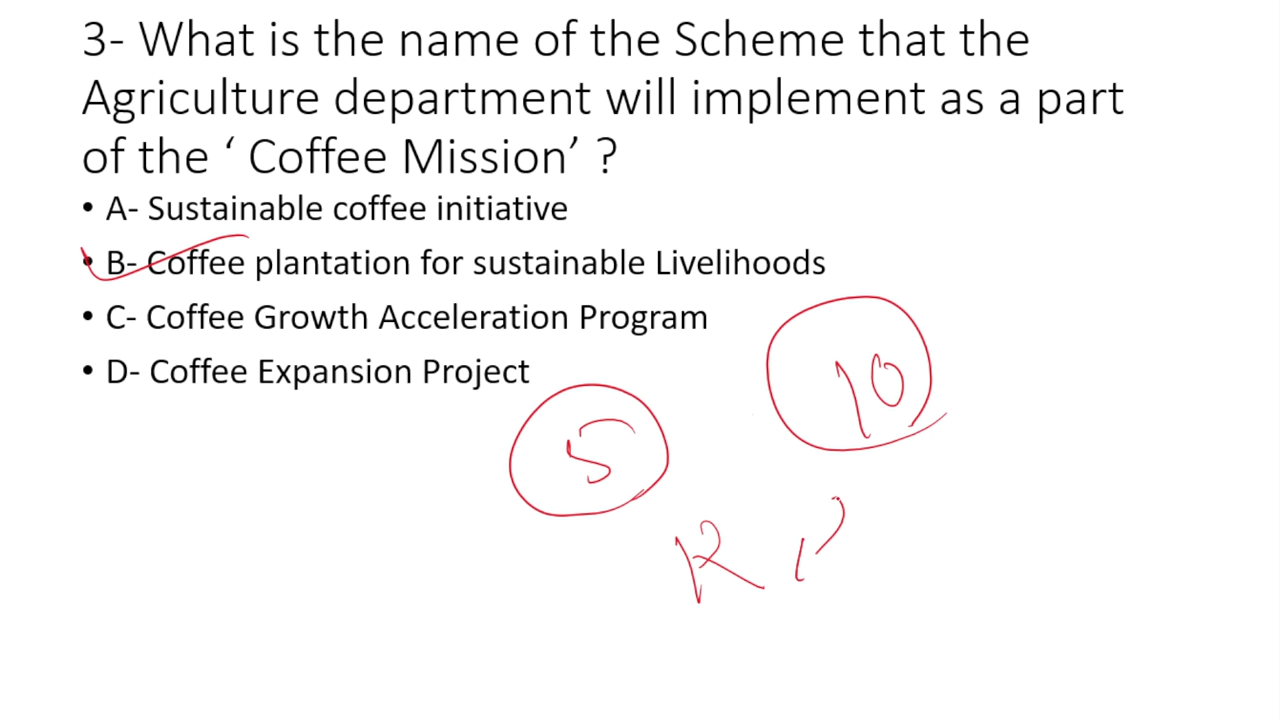 3- What is the name of the Scheme that the
Agriculture department will implement as a part
of the ‘ Coffee Mission’ ?
• A- Sustainable coffee initiative
• B- Coffee plantation for sustainable Livelihoods
• C- Coffee Growth Acceleration Program
• D- Coffee Expansion Project
10
5
R